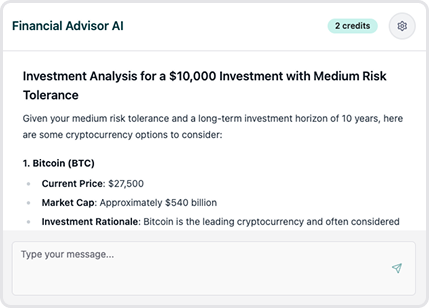 Financial Advisor AI
2 credits
Investment Analysis for a $10,000 Investment with Medium Risk
Tolerance
Given your medium risk tolerance and a long-term investment horizon of 10 years, here
are some cryptocurrency options to consider:
1. Bitcoin (BTC)
Current Price: $27,500
Market Cap: Approximately $540 billion
Investment Rationale: Bitcoin is the leading cryptocurrency and often considered
Type your message...